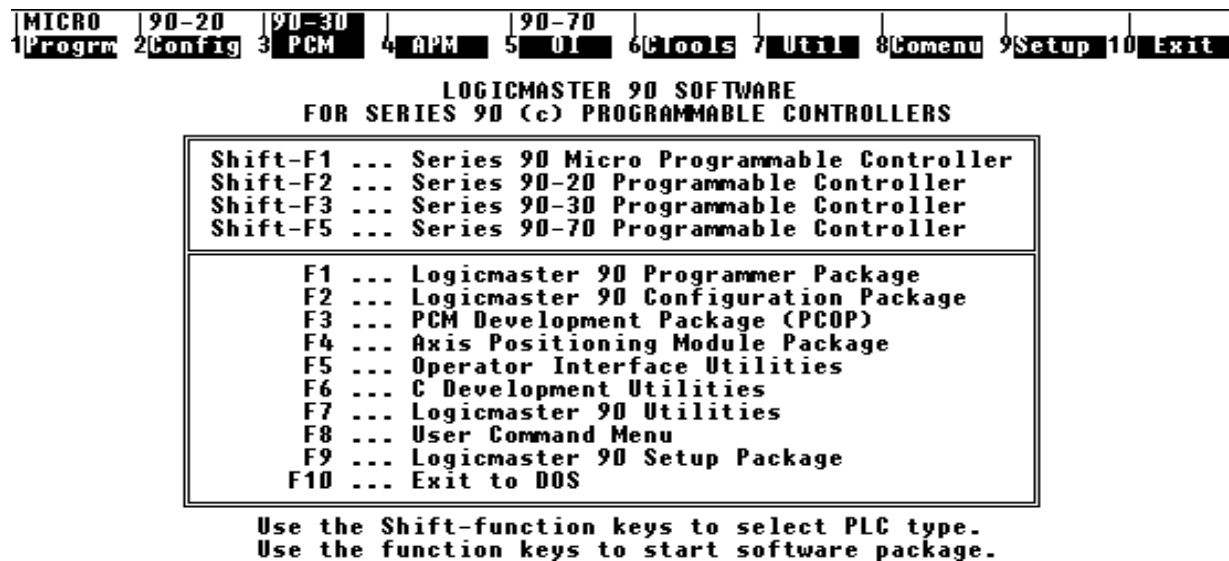 |MICRO |90-20 |90-30 | |90-70 | | | | |
1Progrm 2Config 3 PCM 4 APM 5 OI 6CTools 7 Util 8Comenu 9Setup 10 Exit
LOGICMASTER 90 SOFTWARE
FOR SERIES 90 (c) PROGRAMMABLE CONTROLLERS
Shift-F1 ... Series 90 Micro Programmable Controller
Shift-F2 ... Series 90-20 Programmable Controller
Shift-F3 ... Series 90-30 Programmable Controller
Shift-F5 ... Series 90-70 Programmable Controller
F1 ... Logicmaster 90 Programmer Package
F2 ... Logicmaster 90 Configuration Package
F3 ... PCM Development Package (PCOP)
F4 ... Axis Positioning Module Package
F5 ... Operator Interface Utilities
F6 ... C Development Utilities
F7 ... Logicmaster 90 Utilities
F8 ... User Command Menu
F9 ... Logicmaster 90 Setup Package
F10 ... Exit to DOS
Use the Shift-function keys to select PLC type.
Use the function keys to start software package.